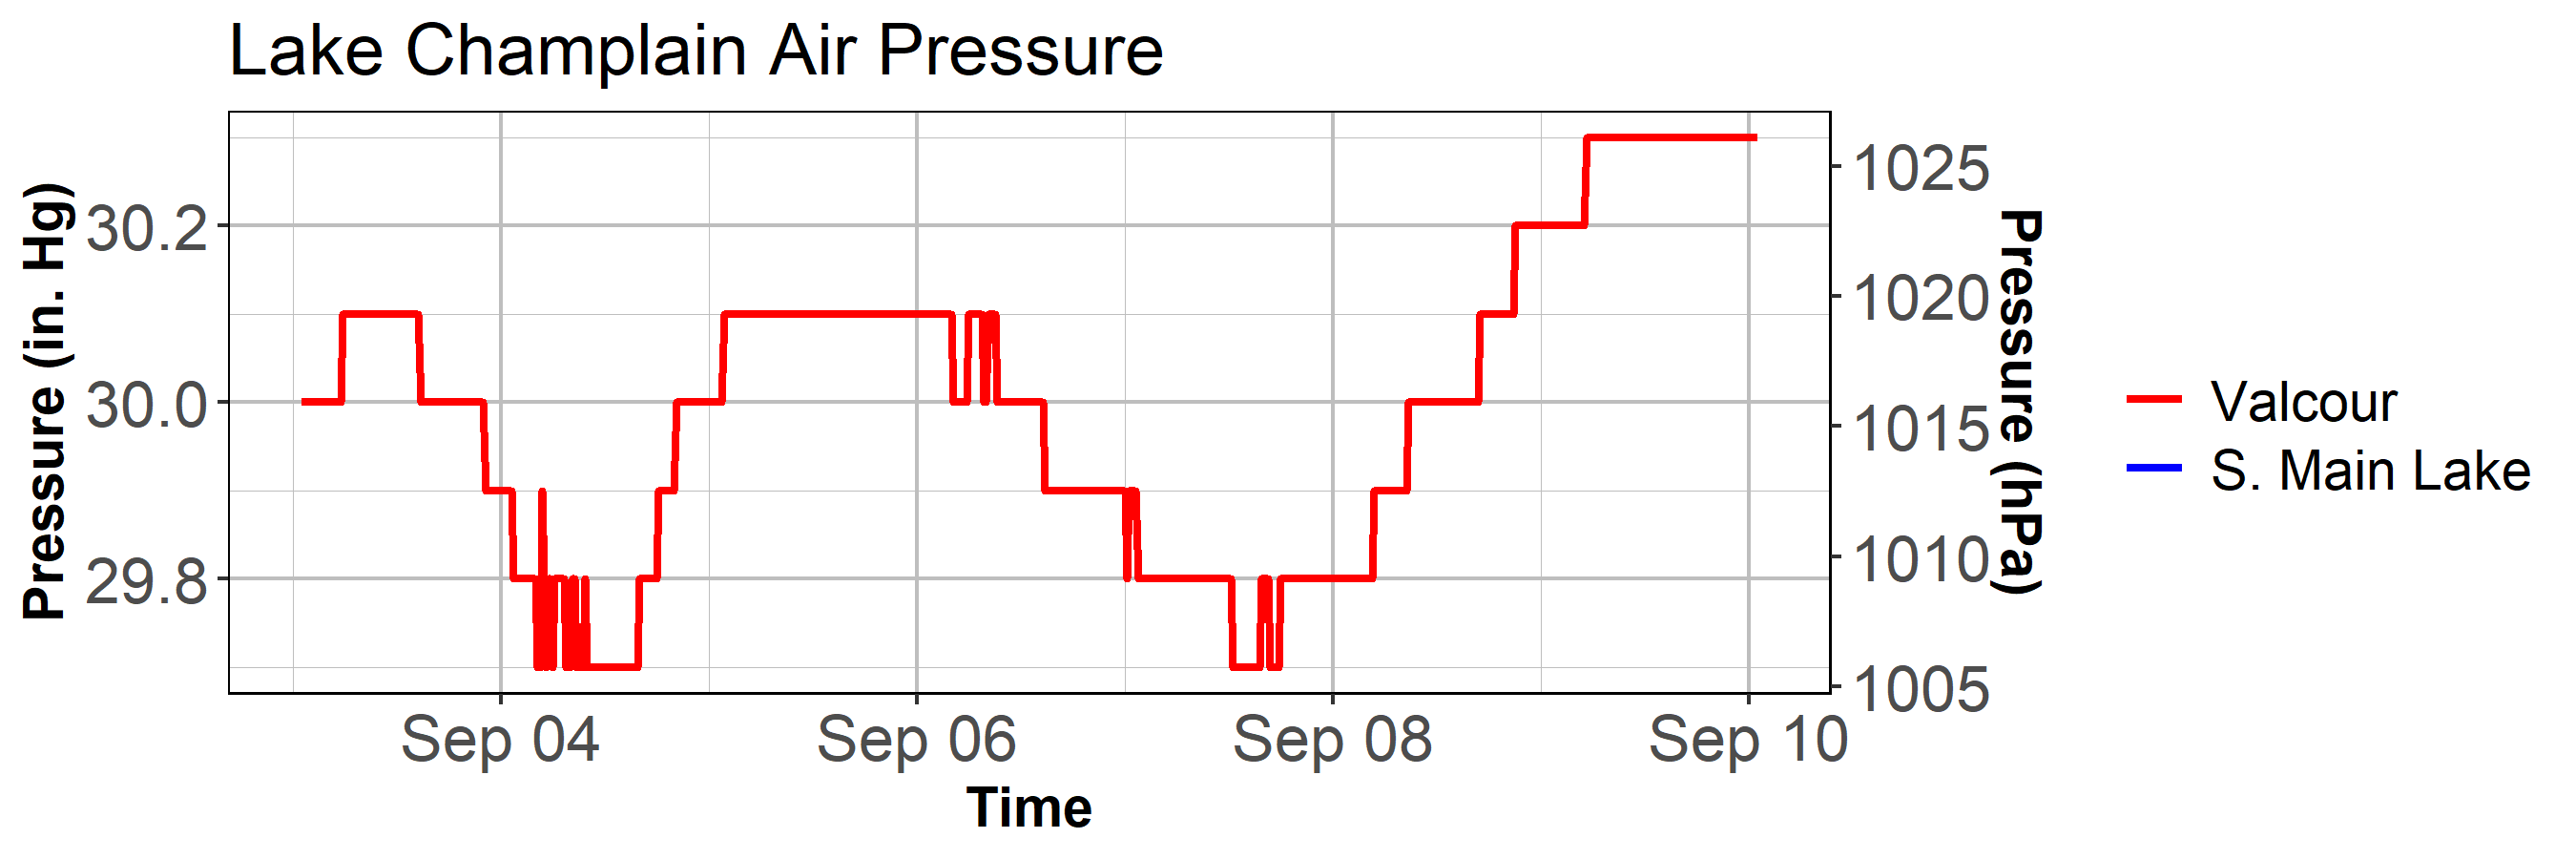 Lake Champlain Air Pressure
Pressure (in. Hg)
30.2
30.0
29.8
1025
1020
1015
1010
1005
Pressure (hPa)
Sep 04 Sep 06 Sep 08 Sep 10
Time
Valcour
S. Main Lake